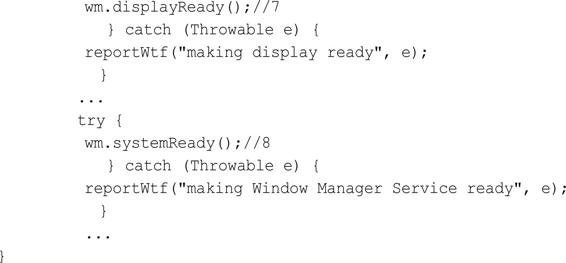 wm.displayReady();//7
} catch (Throwable e) {
reportWtf("making display ready", e);
}
...
try {
wm.systemReady();//8
} catch (Throwable e) {
reportWtf("making Window Manager Service ready", e);
}
...
}